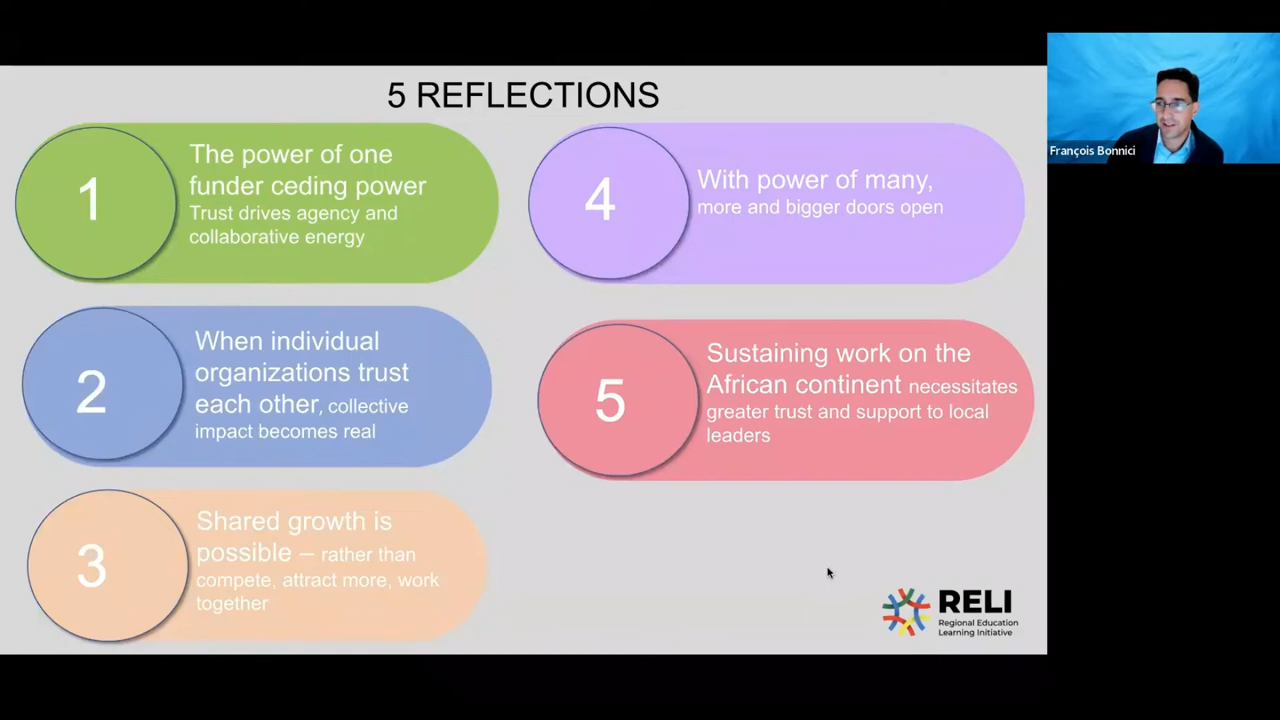 5 REFLECTIONS
1
The power of one
funder ceding power
Trust drives agency and
collaborative energy
2
When individual
organizations trust
each other, collective
impact becomes real
3
Shared growth is
possible – rather than
compete, attract more, work
together
4
With power of many,
more and bigger doors open
5
Sustaining work on the
African continent necessitates
greater trust and support to local
leaders
RELI
Regional Education
Learning Initiative
François Bonnici